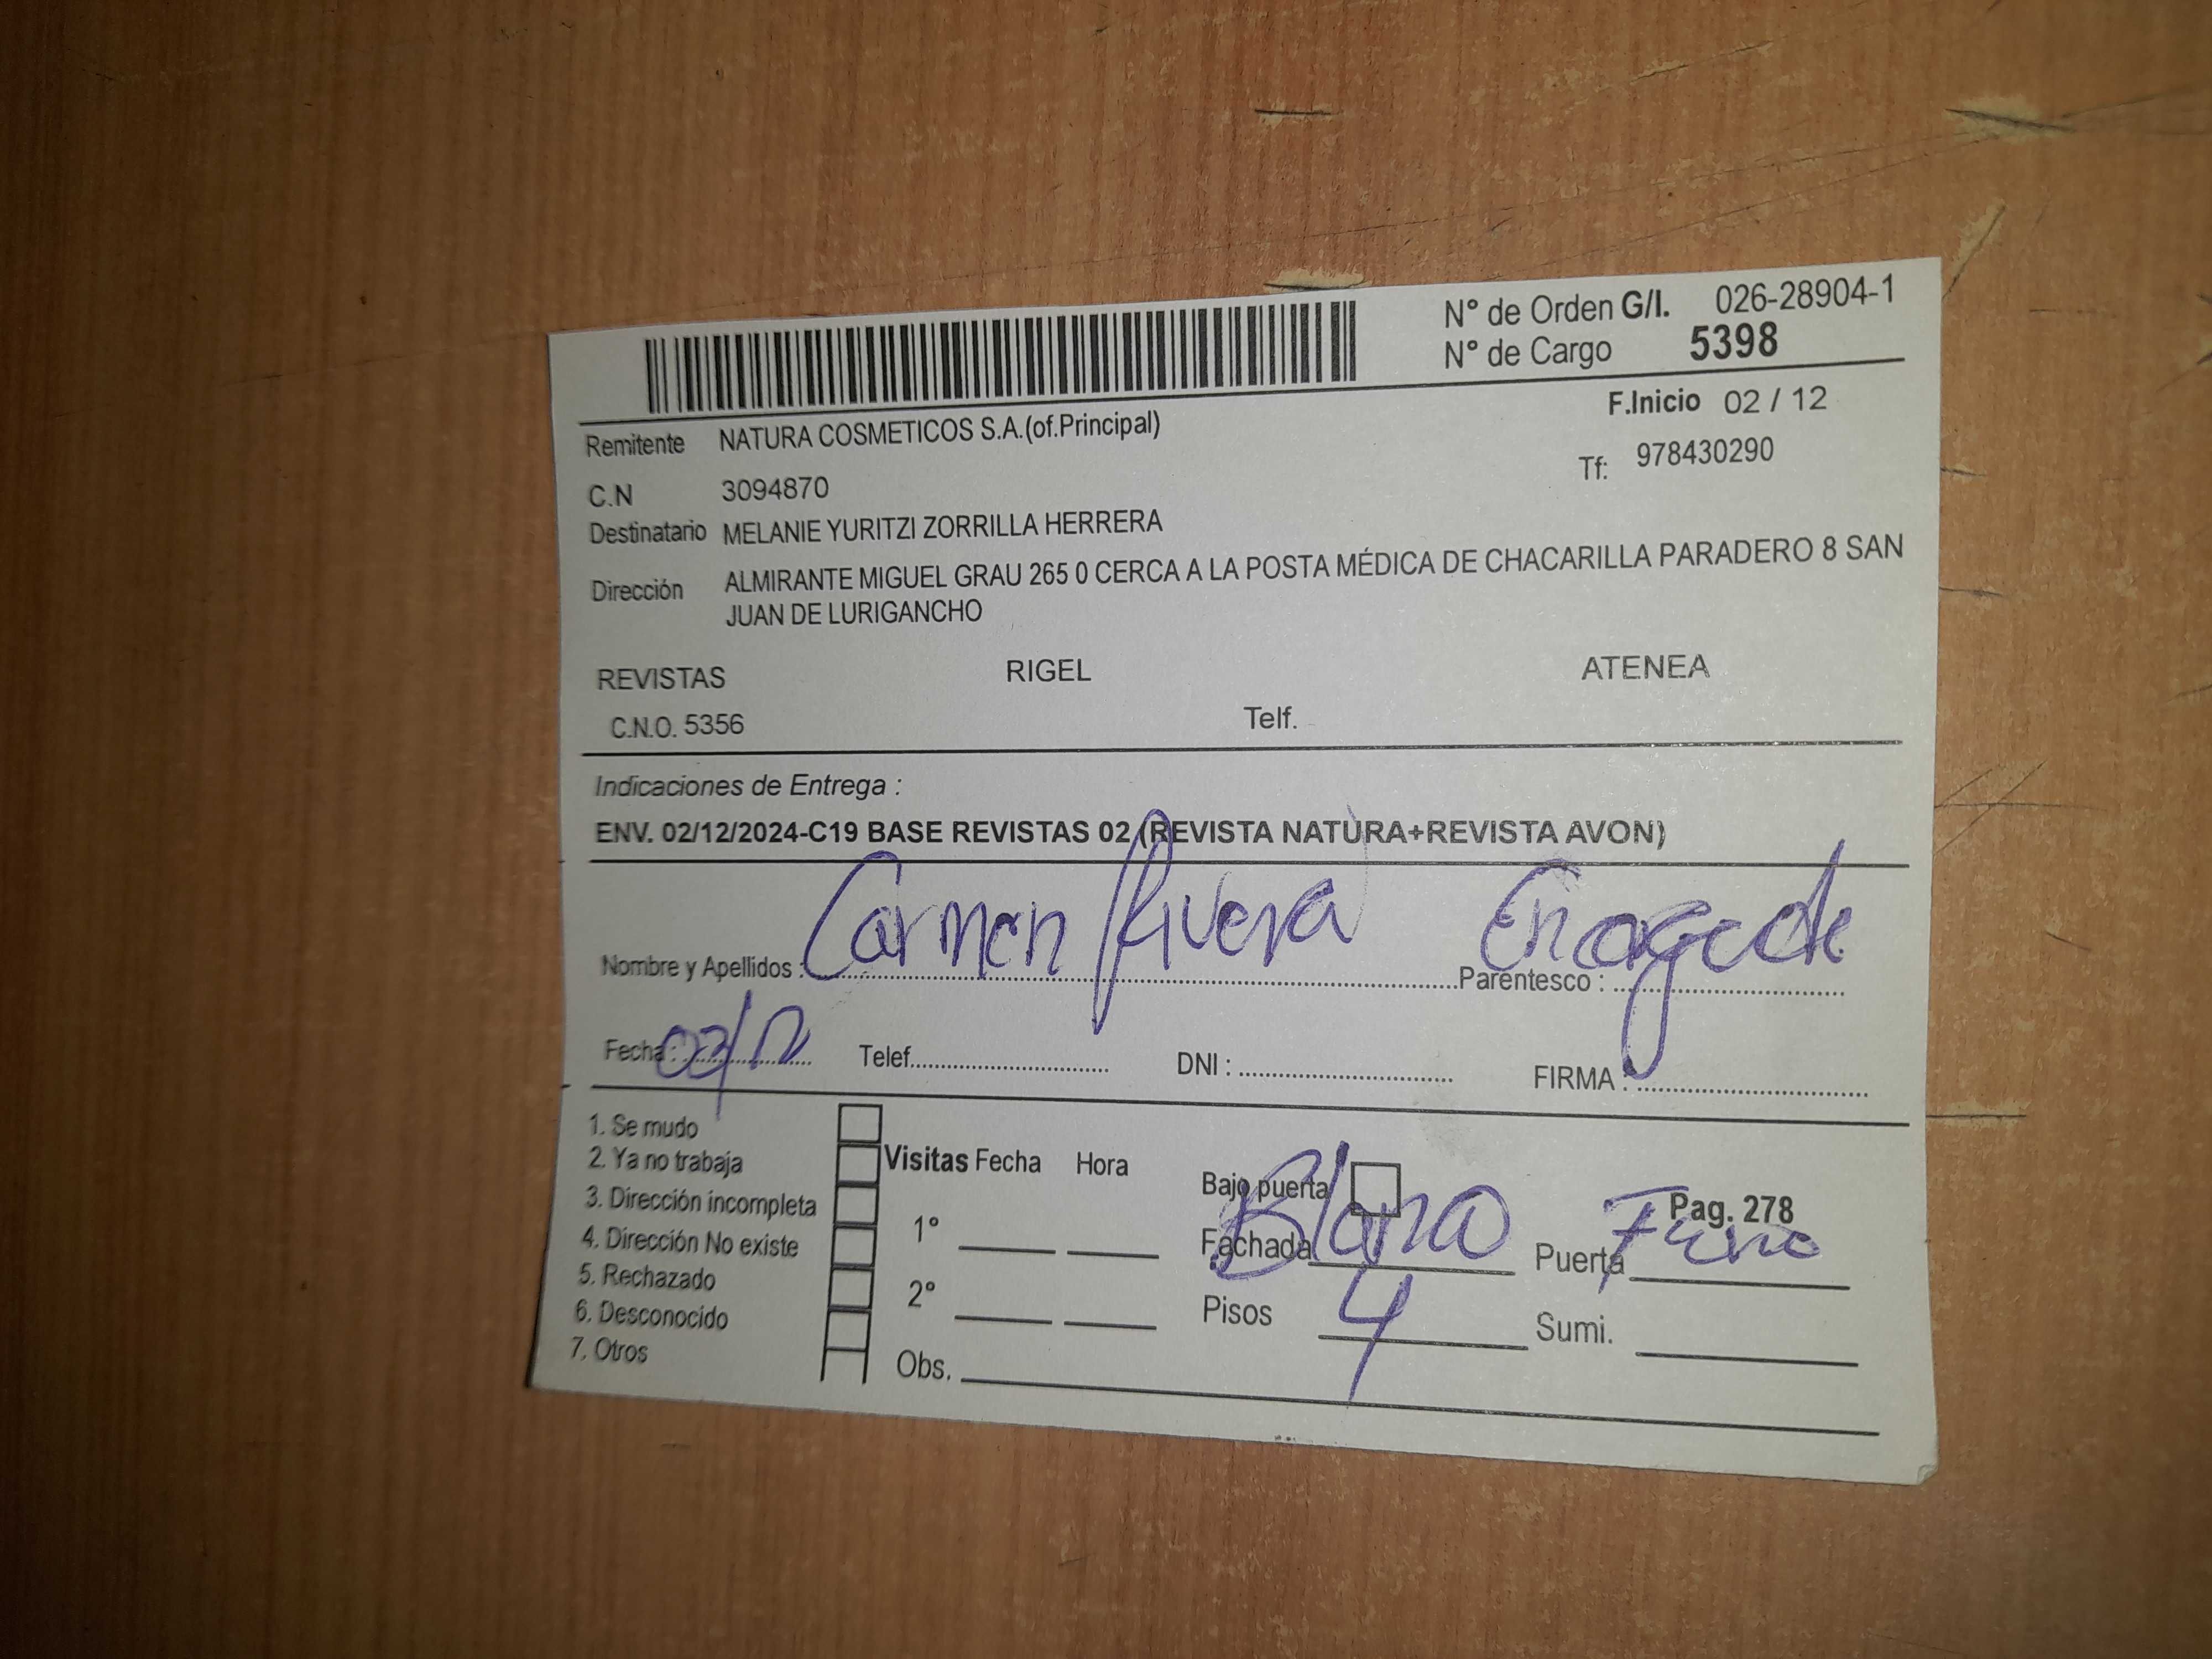 N° de Orden G/I. 026-28904-1
N° de Cargo 5398
F.Inicio 02 / 12
Remitente NATURA COSMETICOS S.A.(of.Principal)
Tf: 978430290
C.N 3094870
Destinatario MELANIE YURITZI ZORRILLA HERRERA
Dirección ALMIRANTE MIGUEL GRAU 265 0 CERCA A LA POSTA MÉDICA DE CHACARILLA PARADERO 8 SAN
JUAN DE LURIGANCHO
REVISTAS RIGEL ATENEA
C.N.O. 5356 Telf.
Indicaciones de Entrega :
ENV. 02/12/2024-C19 BASE REVISTAS 02 (REVISTA NATURA+REVISTA AVON)
Nombre y Apellidos : Carmen Rivera Parentesco :
Fecha : 03/12 Telef. DNI : FIRMA :
1. Se mudo
2. Ya no trabaja
3. Dirección incompleta
4. Dirección No existe
5. Rechazado
6. Desconocido
7. Otros
Visitas Fecha Hora
1°
2°
Obs.
Bajo puerta
Pag. 278
Fachada Puerta
Pisos 4 Sumi.